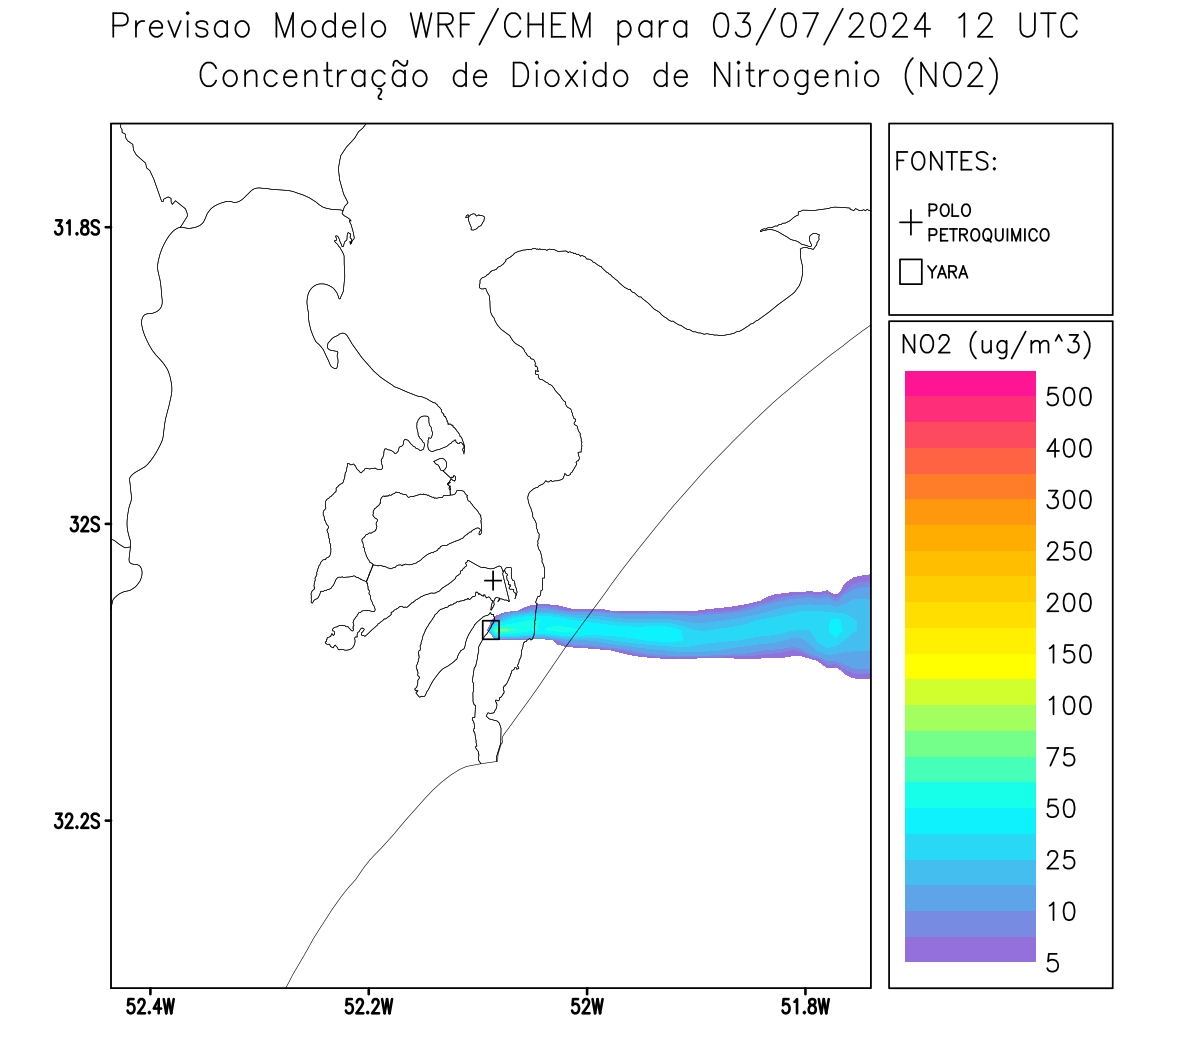 Previsao Modelo WRF/CHEM para 03/07/2024 12 UTC
Concentração de Dioxido de Nitrogenio (NO2)
FONTES:
POLO
PETROQUIMICO
YARA
NO2 (ug/m^3)
500
400
300
250
200
150
100
75
50
25
10
5
31.8S
32S
32.2S
52.4W
52.2W
52W
51.8W